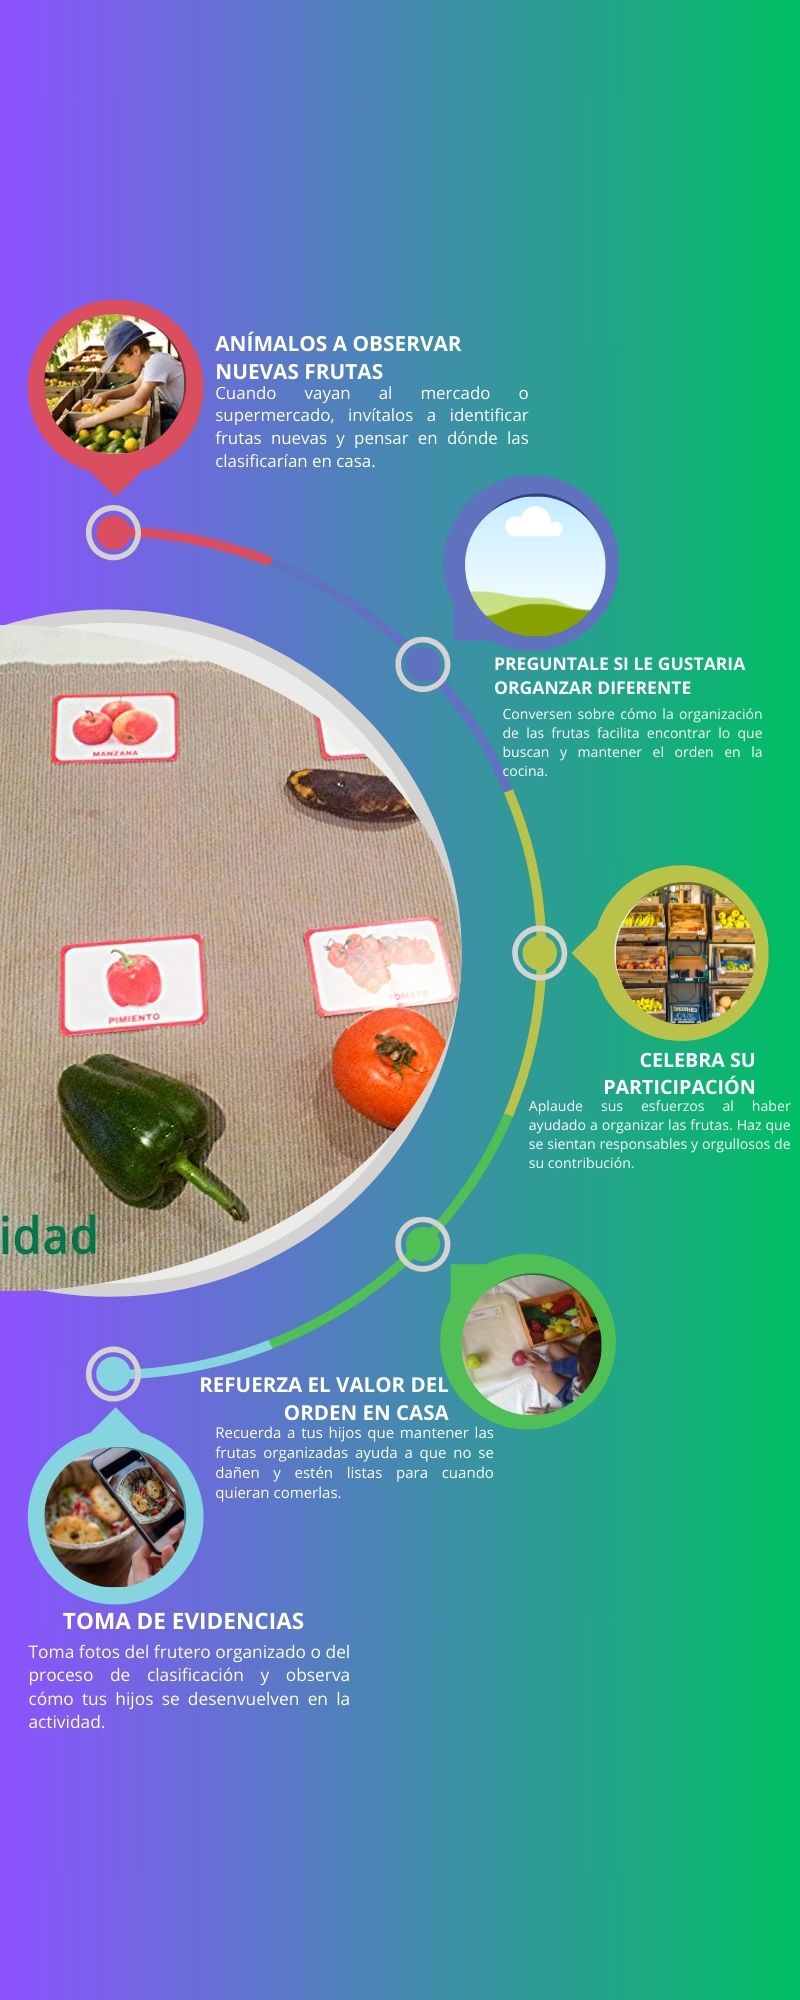 ANÍMALOS A OBSERVAR
NUEVAS FRUTAS
Cuando vayan al mercado o
supermercado, invítalos a identificar
frutas nuevas y pensar en dónde las
clasificarían en casa.
PREGUNTALE SI LE GUSTARIA
ORGANZAR DIFERENTE
Conversen sobre cómo la organización
de las frutas facilita encontrar lo que
buscan y mantener el orden en la
cocina.
MANZANA
PIMIENTO
TOMATE
idad
CELEBRA SU
PARTICIPACIÓN
Aplaude sus esfuerzos al haber
ayudado a organizar las frutas. Haz que
se sientan responsables y orgullosos de
su contribución.
REFUERZA EL VALOR DEL
ORDEN EN CASA
Recuerda a tus hijos que mantener las
frutas organizadas ayuda a que no se
dañen y estén listas para cuando
quieran comerlas.
TOMA DE EVIDENCIAS
Toma fotos del frutero organizado o del
proceso de clasificación y observa
cómo tus hijos se desenvuelven en la
actividad.